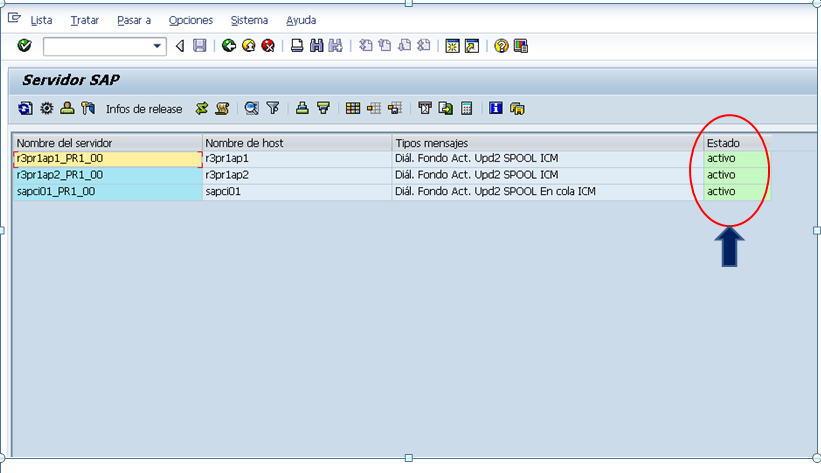 Lista Tratar Pasar a Opciones Sistema Ayuda
Servidor SAP
Infos de release
Nombre del servidor Nombre de host Tipos mensajes Estado
r3pr1ap1_PR1_00 r3pr1ap1 Diál. Fondo Act. Upd2 SPOOL ICM activo
r3pr1ap2_PR1_00 r3pr1ap2 Diál. Fondo Act. Upd2 SPOOL ICM activo
sapci01_PR1_00 sapci01 Diál. Fondo Act. Upd2 SPOOL En cola ICM activo